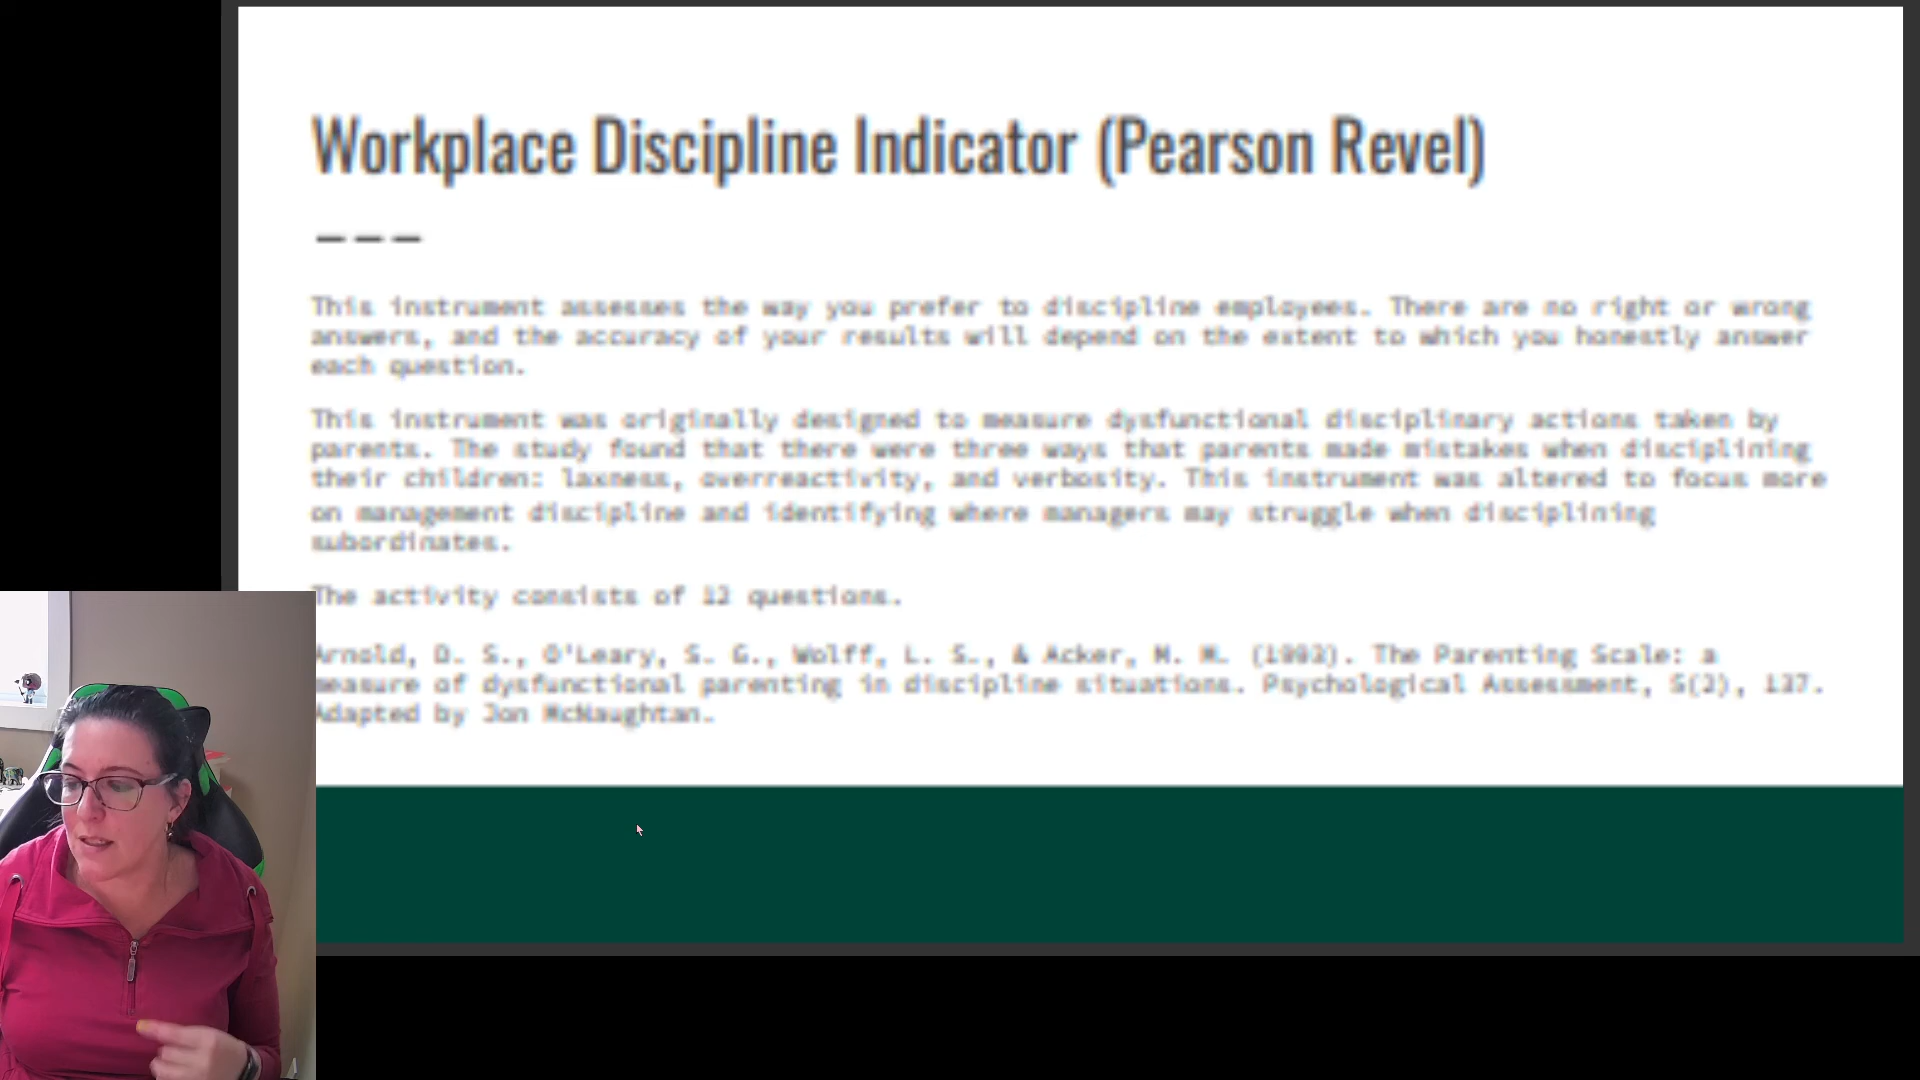 Workplace Discipline Indicator (Pearson Revel)
This instrument assesses the way you prefer to discipline employees. There are no right or wrong
answers, and the accuracy of your results will depend on the extent to which you honestly answer
each question.
This instrument was originally designed to measure dysfunctional disciplinary actions taken by
parents. The study found that there were three ways that parents made mistakes when disciplining
their children: laxness, overreactivity, and verbosity. This instrument was altered to focus more
on management discipline and identifying where managers may struggle when disciplining
subordinates.
The activity consists of 12 questions.
Arnold, D. S., O'Leary, S. G., Wolff, L. S., & Acker, M. M. (1993). The Parenting Scale: a
measure of dysfunctional parenting in discipline situations. Psychological Assessment, 5(2), 137.
Adapted by Jon McNaughtan.